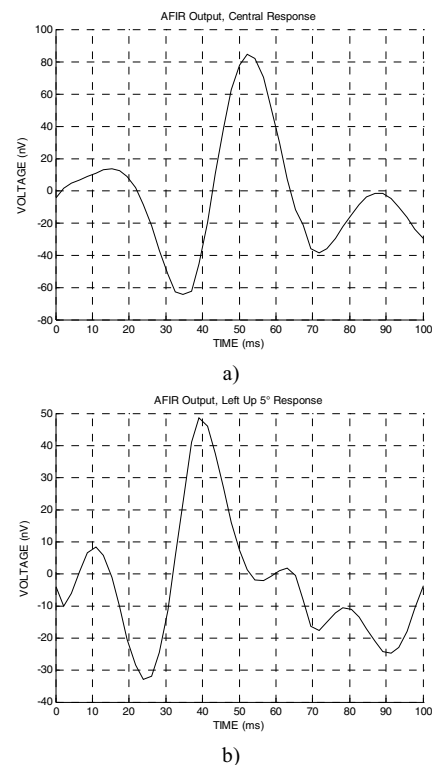 AFIR Output, Central Response
100
80
60
40
20
0
-20
-40
-60
-80
VOLTAGE (nV)
0 10 20 30 40 50 60 70 80 90 100
TIME (ms)
a)
AFIR Output, Left Up 5° Response
50
40
30
20
10
0
-10
-20
-30
-40
VOLTAGE (nV)
0 10 20 30 40 50 60 70 80 90 100
TIME (ms)
b)